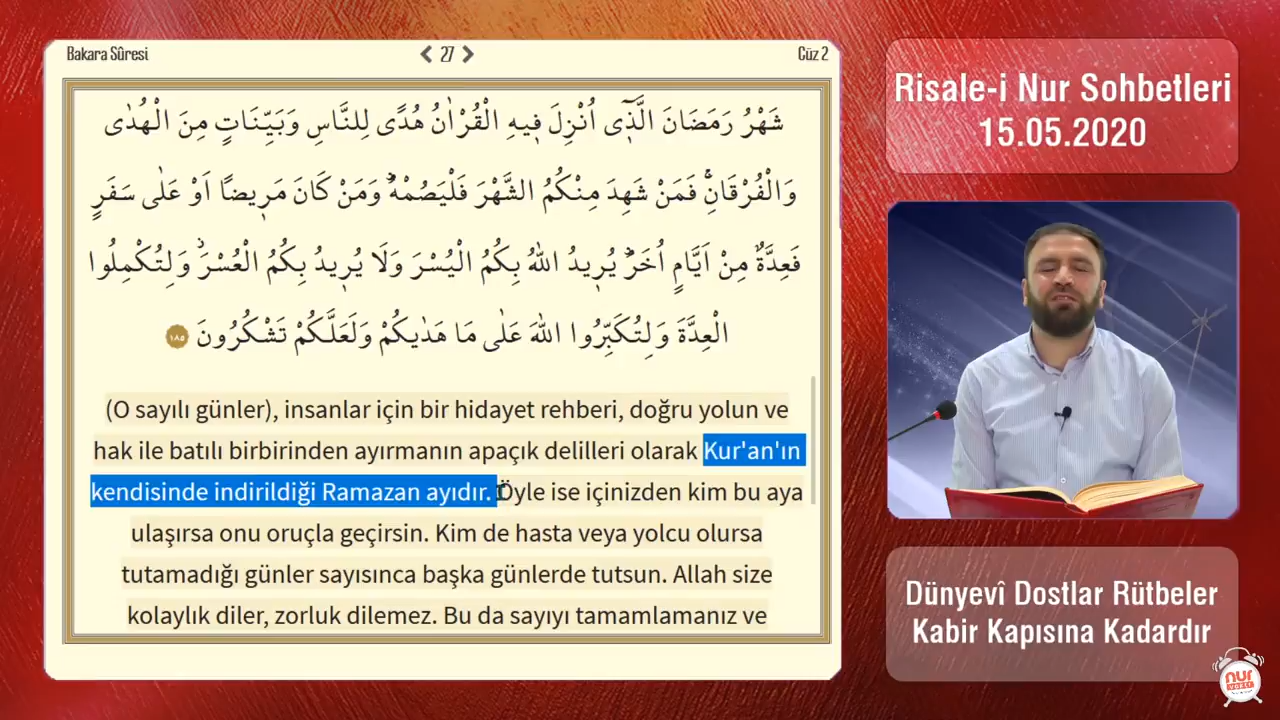 Bakara Sûresi
27
Cüz 2
شَهْرُ رَمَضَانَ الَّذ۪ٓي اُنْزِلَ ف۪يهِ الْقُرْاٰنُ هُدًى لِلنَّاسِ وَبَيِّنَاتٍ مِنَ الْهُدٰى
وَالْفُرْقَانِۚ فَمَنْ شَهِدَ مِنْكُمُ الشَّهْرَ فَلْيَصُمْهُۜ وَمَنْ كَانَ مَر۪يضًا اَوْ عَلٰى سَفَرٍ
فَعِدَّةٌ مِنْ اَيَّامٍ اُخَرَۜ يُر۪يدُ اللهُ بِكُمُ الْيُسْرَ وَلَا يُر۪يدُ بِكُمُ الْعُسْرَۘ وَلِتُكْمِلُوا
الْعِدَّةَ وَلِتُكَبِّرُوا اللهَ عَلٰى مَا هَدٰيكُمْ وَلَعَلَّكُمْ تَشْكُرُونَ ١٨٥
(O sayılı günler), insanlar için bir hidayet rehberi, doğru yolun ve
hak ile batılı birbirinden ayırmanın apaçık delilleri olarak Kur'an'ın
kendisinde indirildiği Ramazan ayıdır. Öyle ise içinizden kim bu aya
ulaşırsa onu oruçla geçirsin. Kim de hasta veya yolcu olursa
tutamadığı günler sayısınca başka günlerde tutsun. Allah size
kolaylık diler, zorluk dilemez. Bu da sayıyı tamamlamanız ve
Risale-i Nur Sohbetleri
15.05.2020
Dünyevî Dostlar Rütbeler
Kabir Kapısına Kadardır
nur